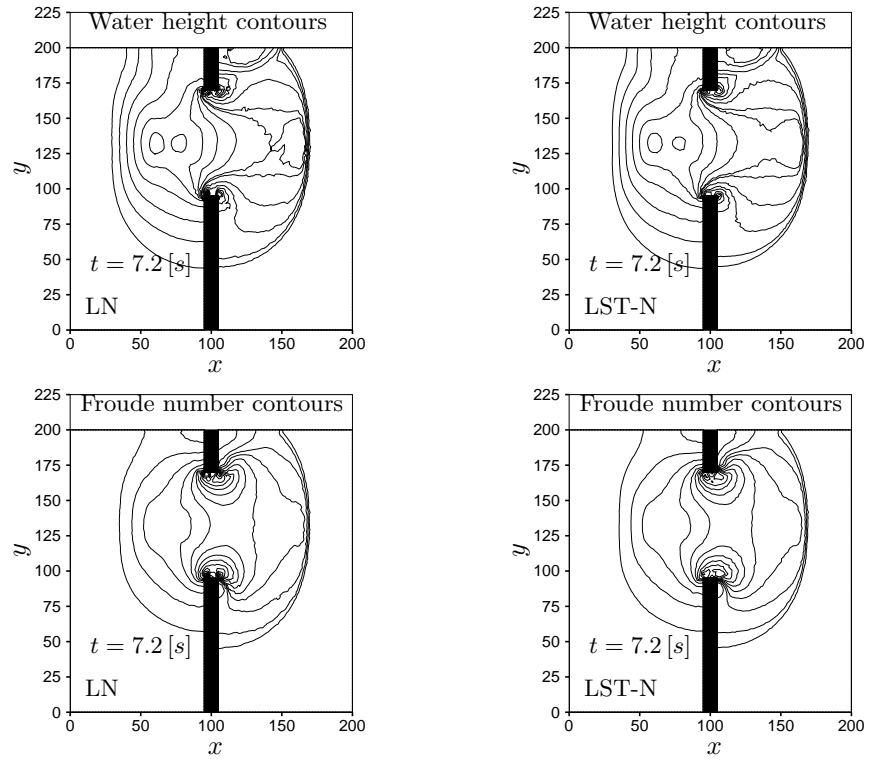 Water height contours
225
200
175
150
125
100
75
50
25
0
y
t = 7.2 [s]
LN
0 50 100 150 200
x
Water height contours
225
200
175
150
125
100
75
50
25
0
y
t = 7.2 [s]
LST-N
0 50 100 150 200
x
Froude number contours
225
200
175
150
125
100
75
50
25
0
y
t = 7.2 [s]
LN
0 50 100 150 200
x
Froude number contours
225
200
175
150
125
100
75
50
25
0
y
t = 7.2 [s]
LST-N
0 50 100 150 200
x